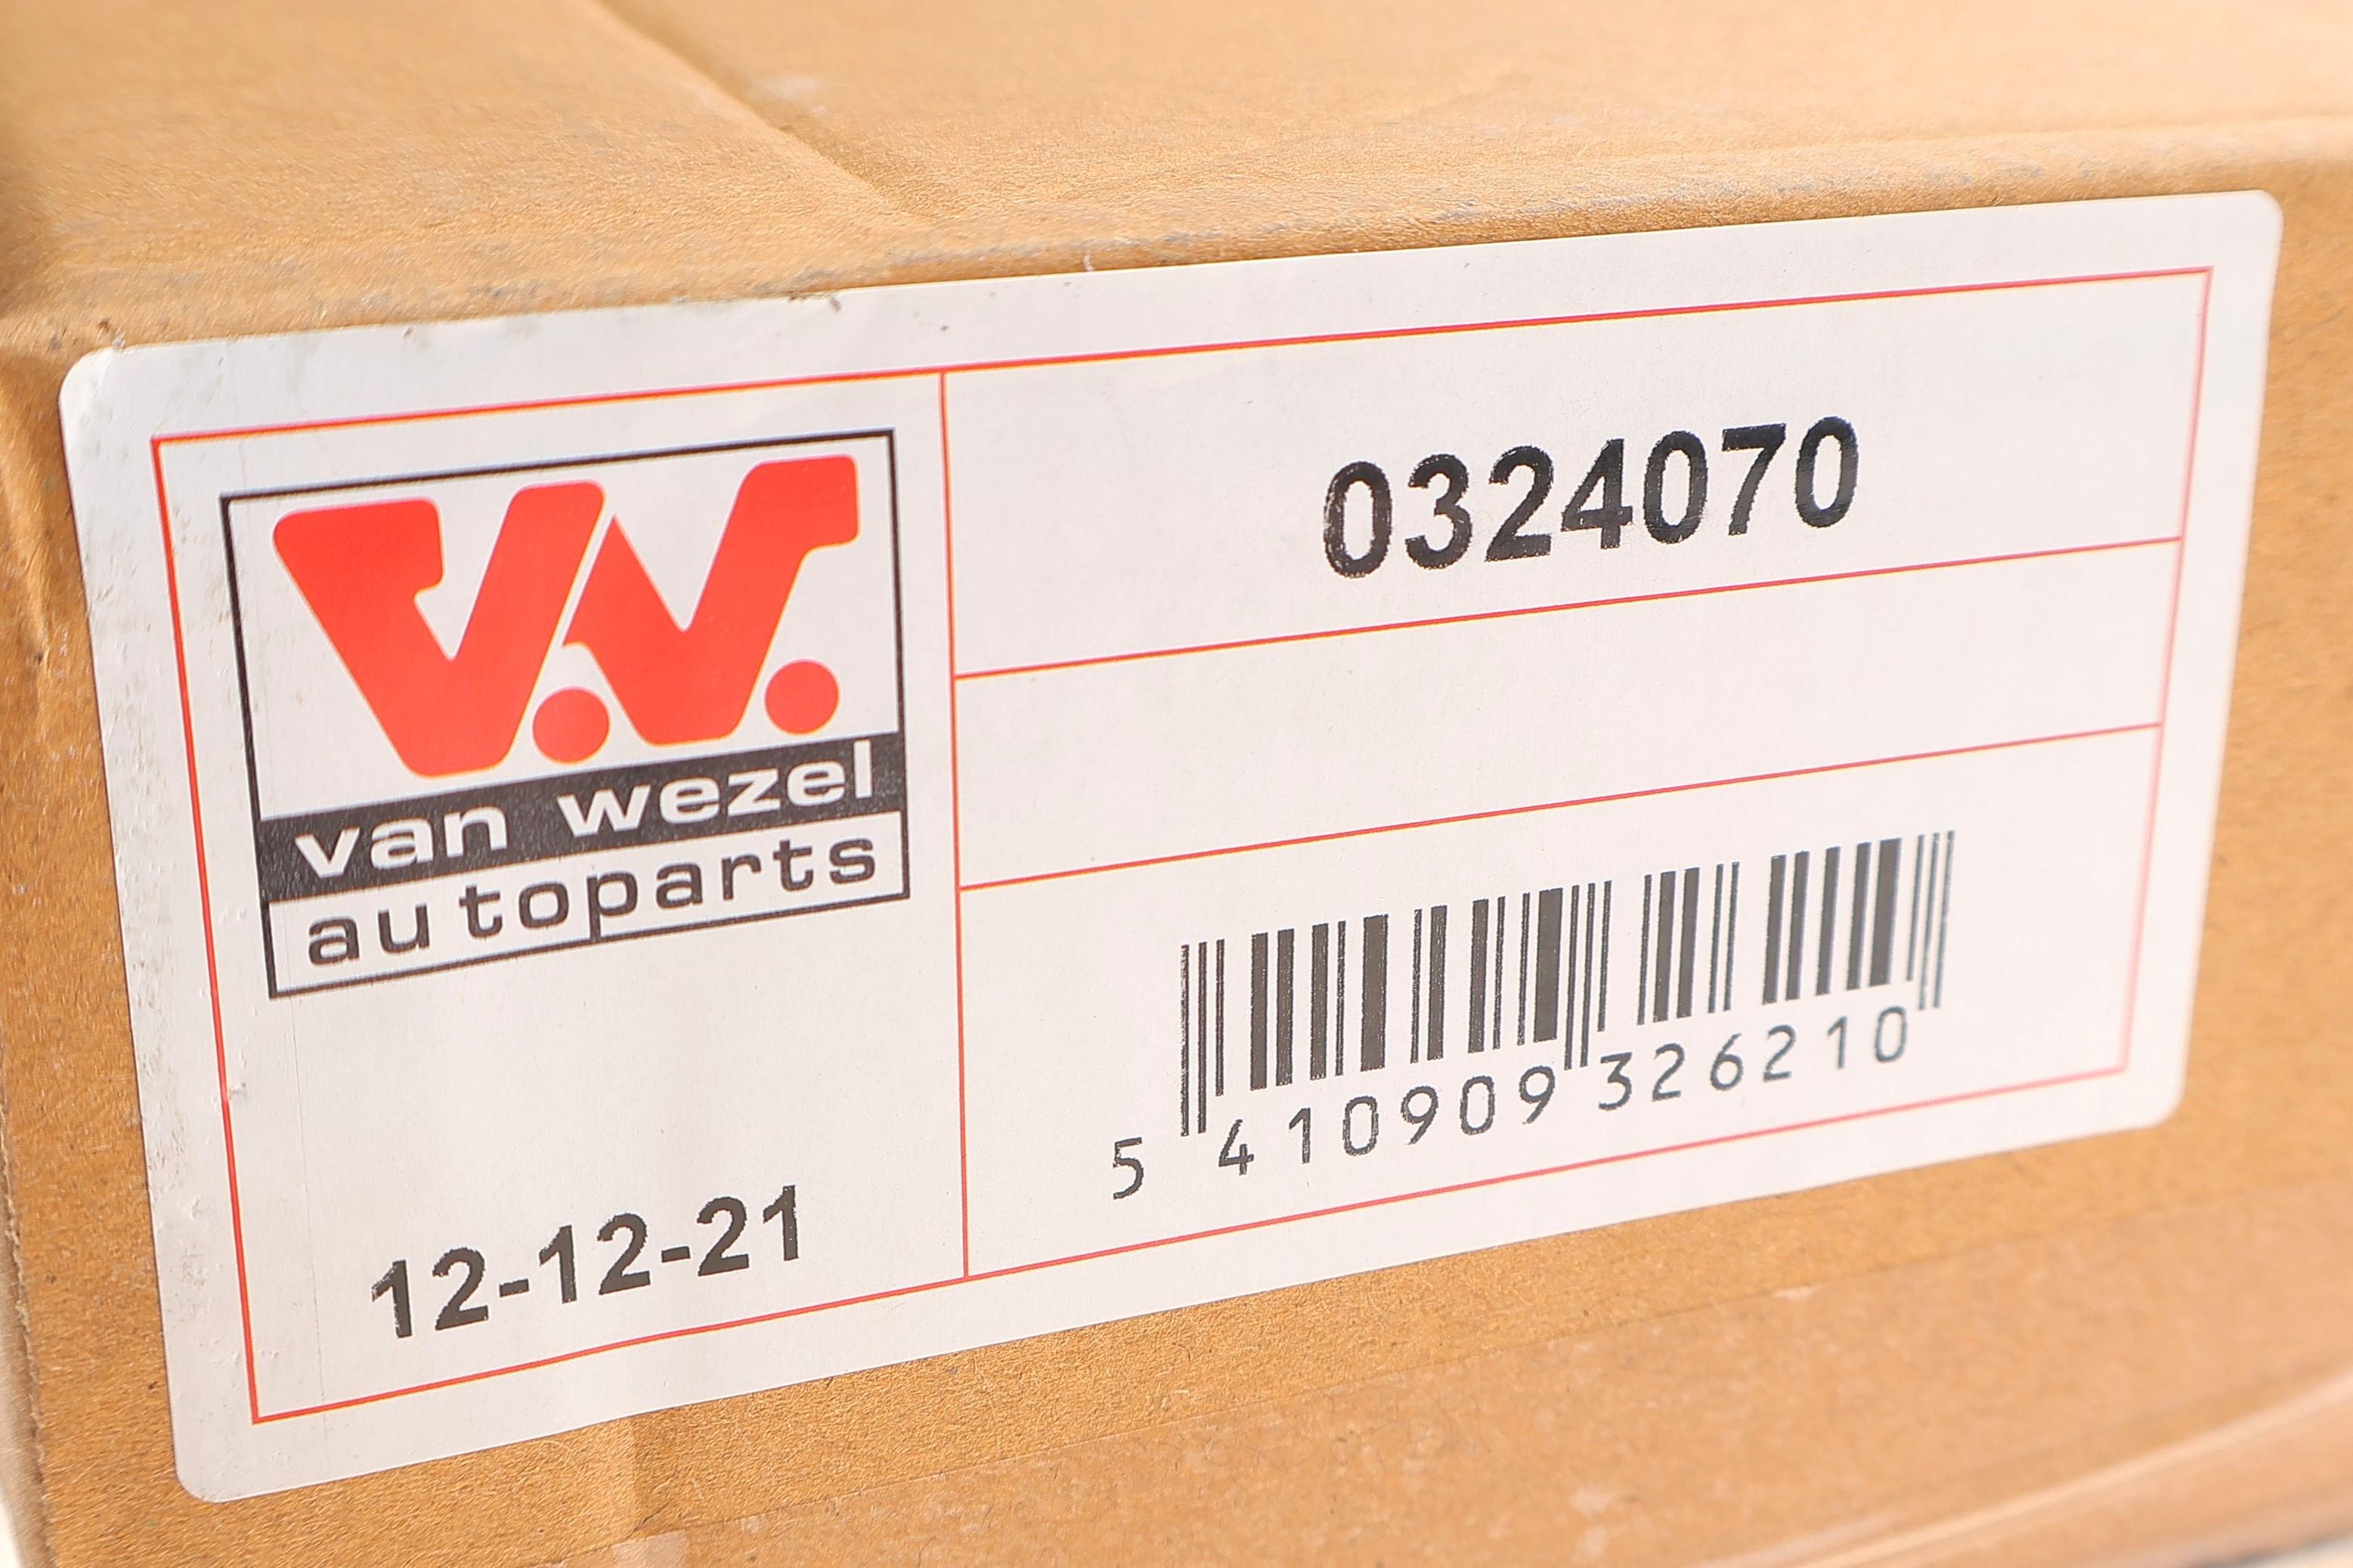 V.W.
van wezel
autoparts
12-12-21
0324070
5 410909 326210